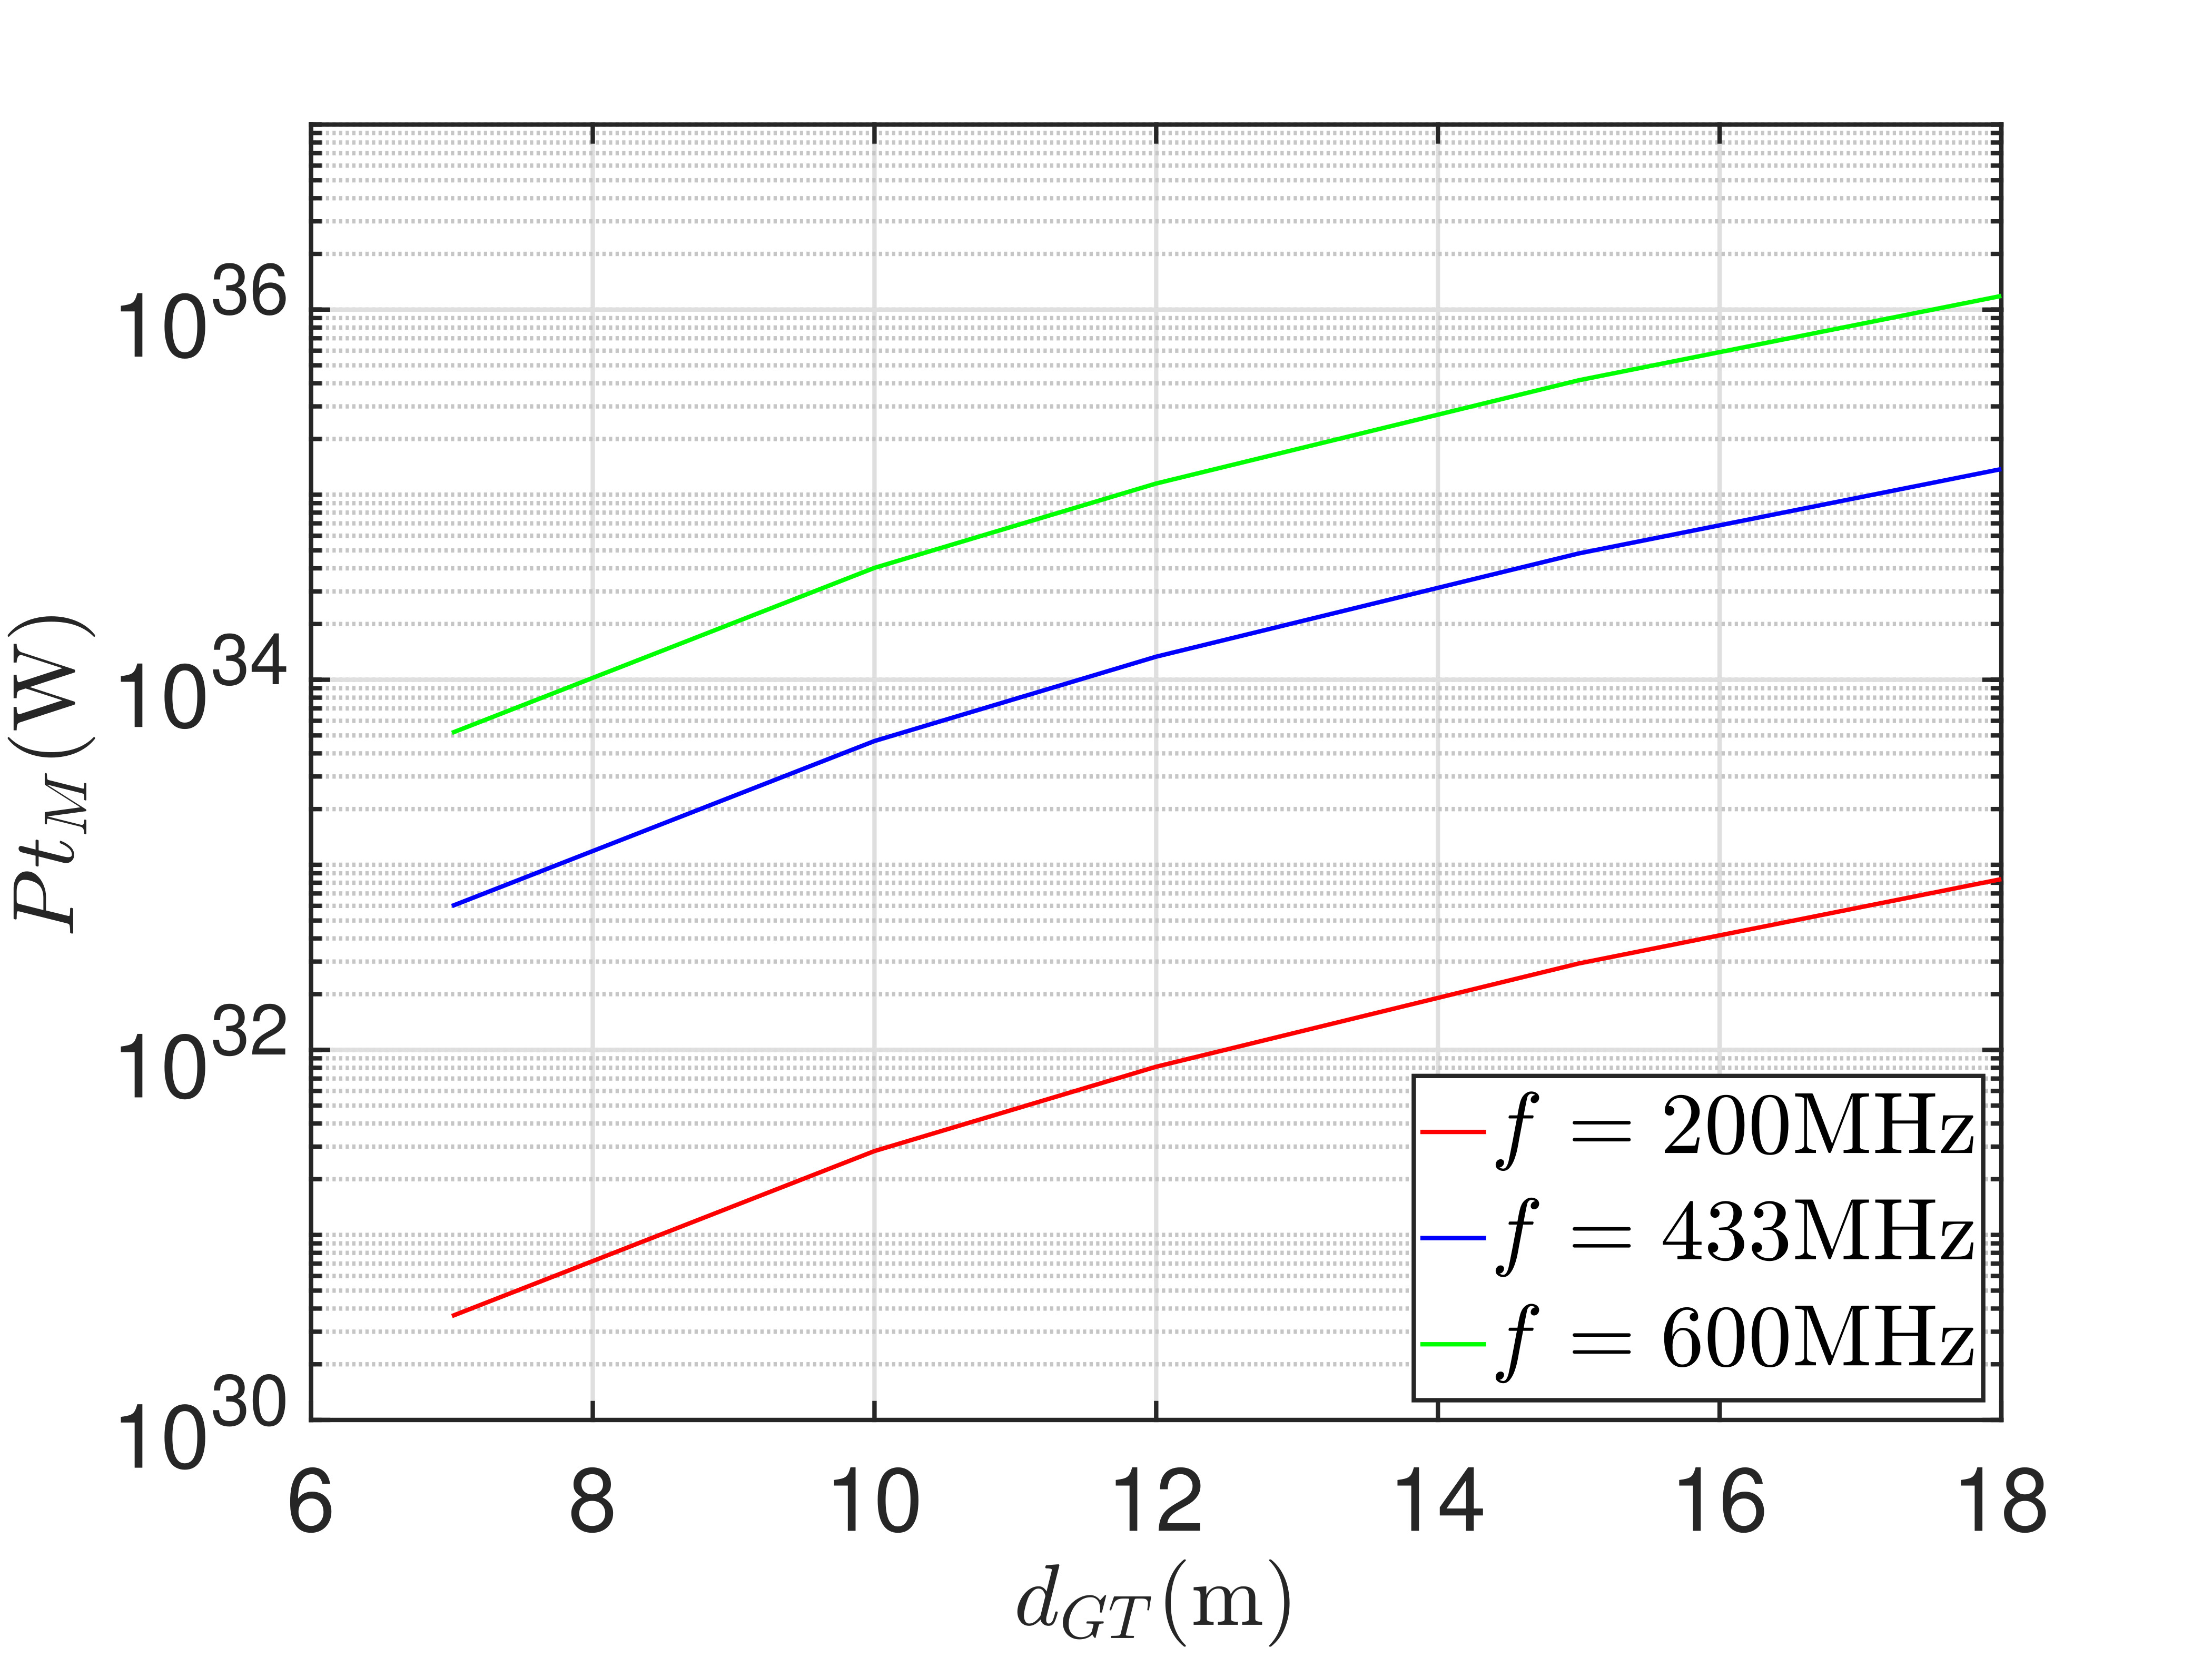 10^36
10^34
10^32
10^30
Pt_M(W)
6 8 10 12 14 16 18
d_GT(m)
f = 200MHz
f = 433MHz
f = 600MHz